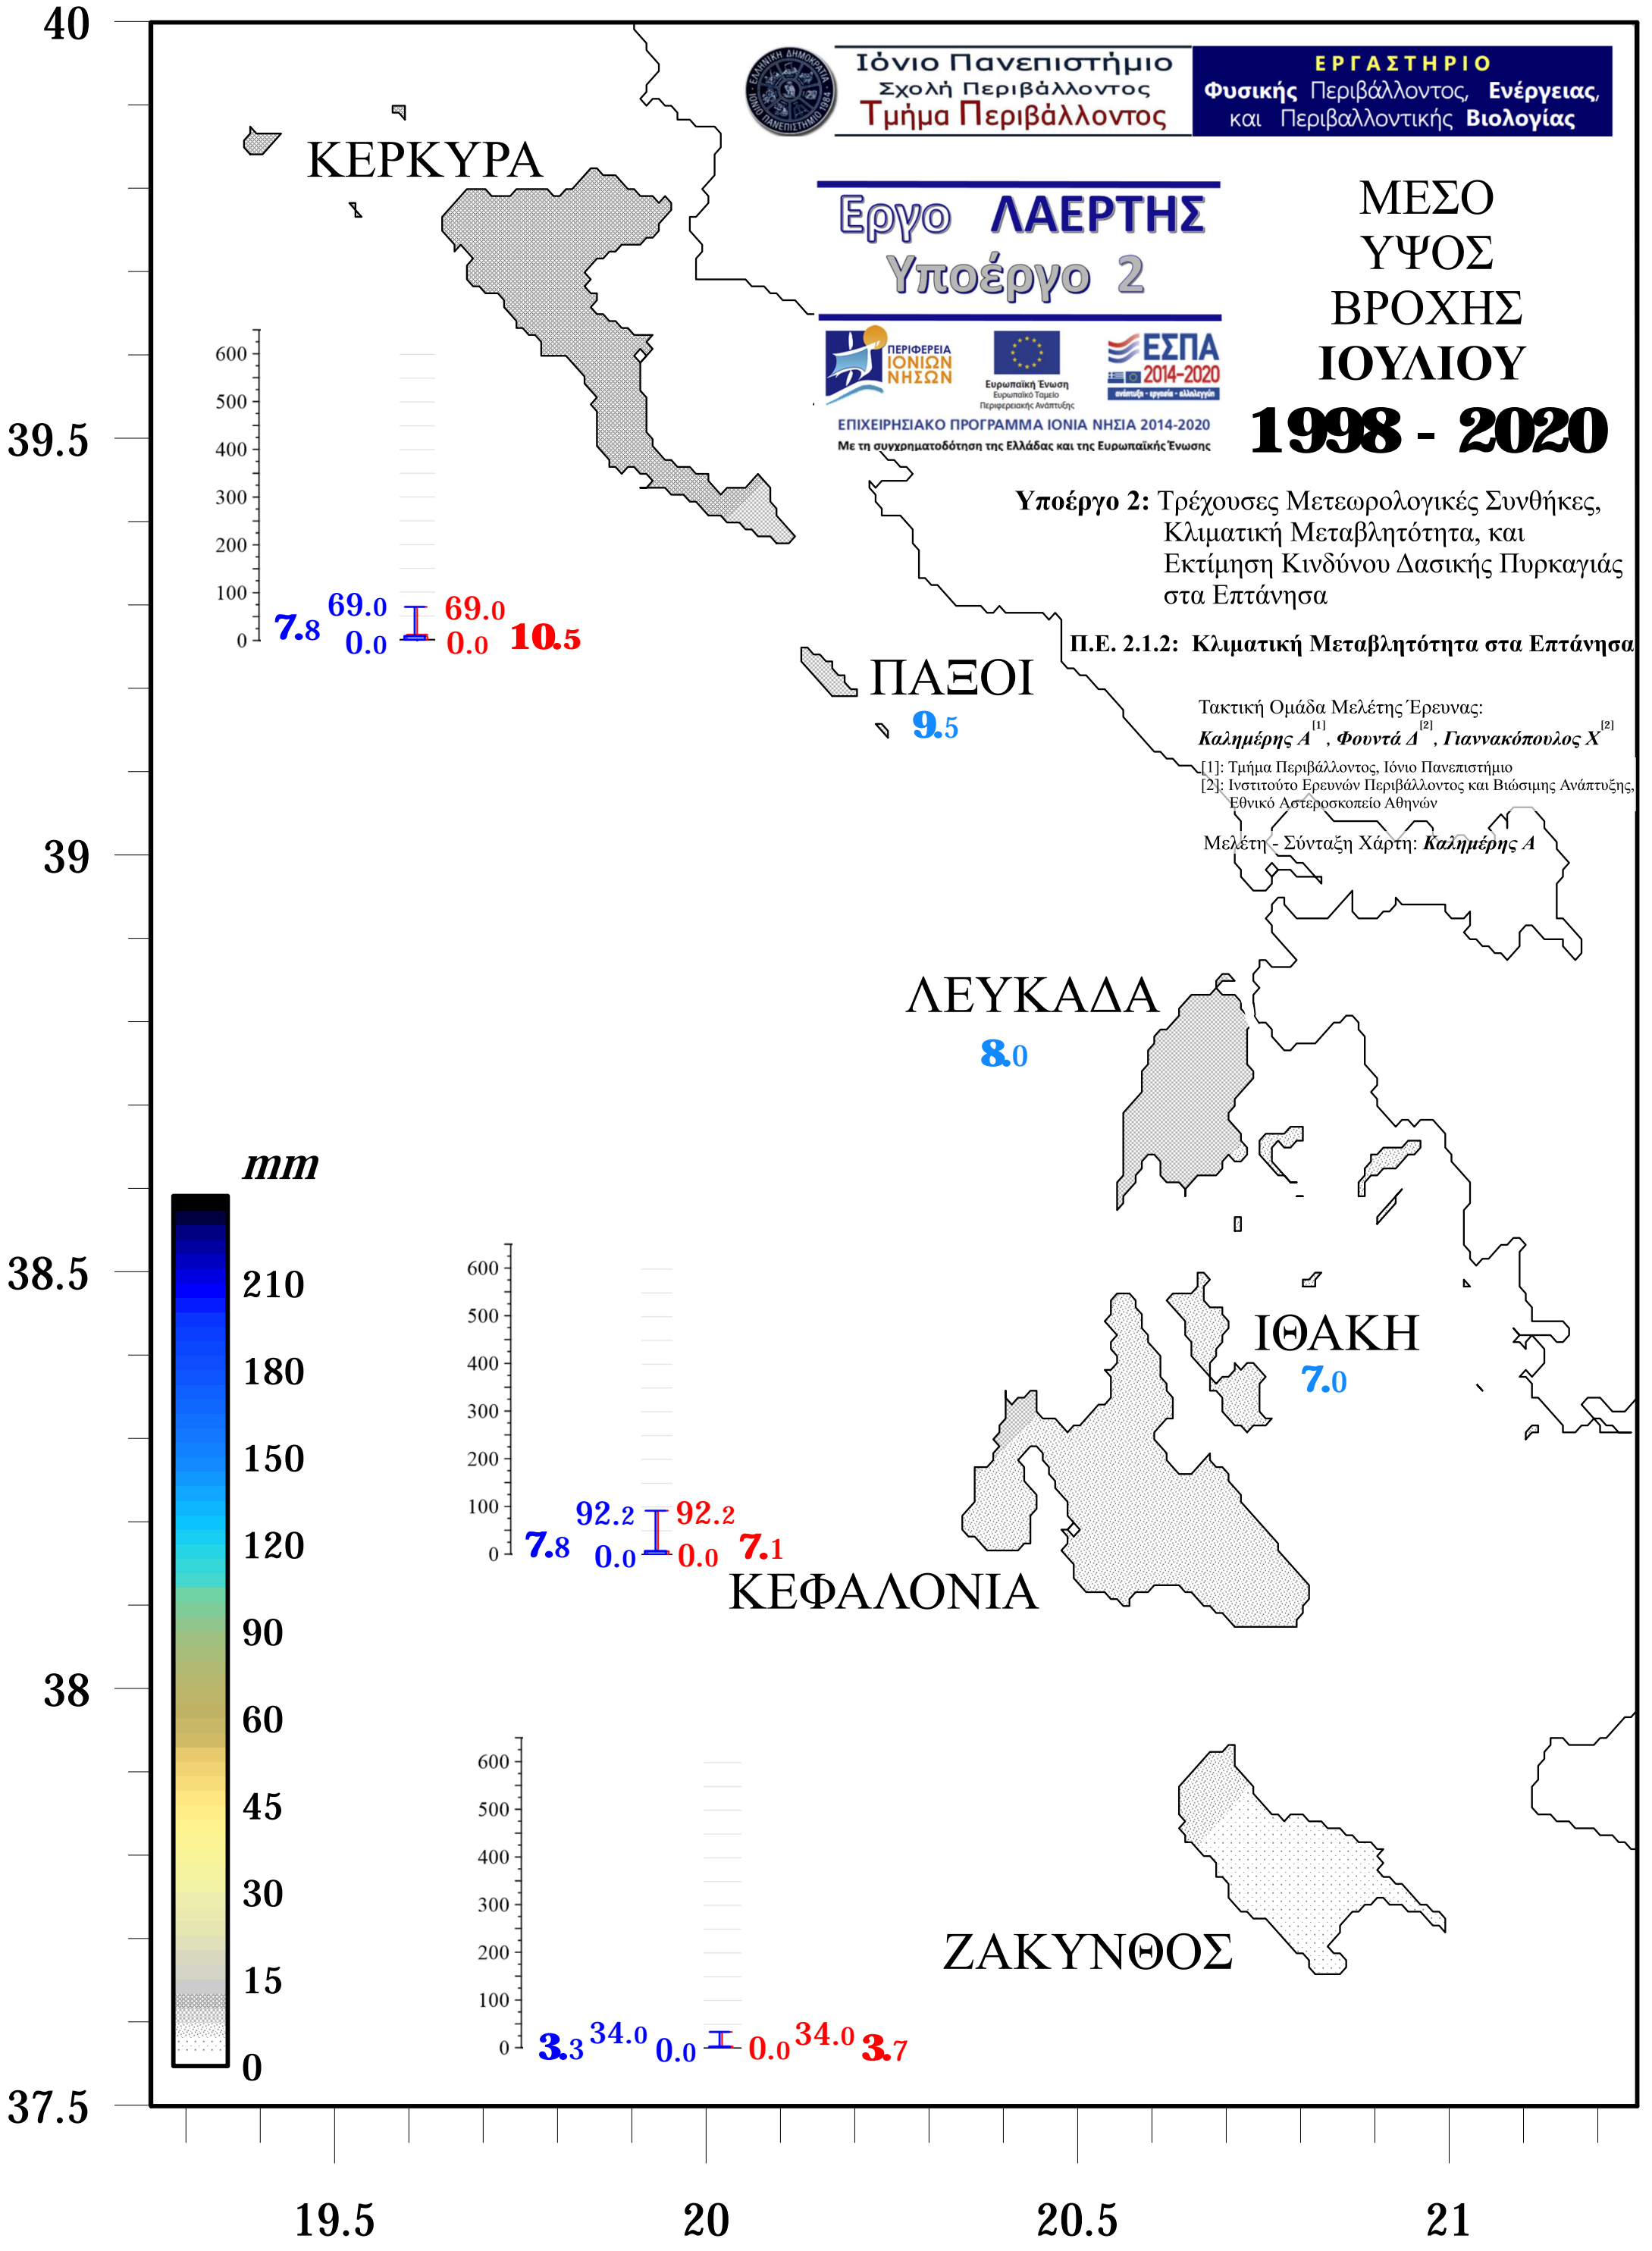 40
39.5
39
38.5
38
37.5
19.5
20
20.5
21
Ιόνιο Πανεπιστήμιο
Σχολή Περιβάλλοντος
Τμήμα Περιβάλλοντος
ΕΡΓΑΣΤΗΡΙΟ
Φυσικής Περιβάλλοντος, Ενέργειας,
και Περιβαλλοντικής Βιολογίας
Εργο ΛΑΕΡΤΗΣ
Υποέργο 2
ΠΕΡΙΦΕΡΕΙΑ
ΙΟΝΙΩΝ
ΝΗΣΩΝ
Ευρωπαϊκή Ένωση
Ευρωπαϊκό Ταμείο
Περιφερειακής Ανάπτυξης
ΕΣΠΑ
2014-2020
ανάπτυξη - εργασία - αλληλεγγύη
ΕΠΙΧΕΙΡΗΣΙΑΚΟ ΠΡΟΓΡΑΜΜΑ ΙΟΝΙΑ ΝΗΣΙΑ 2014-2020
Με τη συγχρηματοδότηση της Ελλάδας και της Ευρωπαϊκής Ένωσης
ΜΕΣΟ
ΥΨΟΣ
ΒΡΟΧΗΣ
ΙΟΥΛΙΟΥ
1998 - 2020
Υποέργο 2: Τρέχουσες Μετεωρολογικές Συνθήκες,
Κλιματική Μεταβλητότητα, και
Εκτίμηση Κινδύνου Δασικής Πυρκαγιάς
στα Επτάνησα
Π.Ε. 2.1.2: Κλιματική Μεταβλητότητα στα Επτάνησα
Τακτική Ομάδα Μελέτης Έρευνας:
Καλημέρης Α[1], Φουντά Δ[2], Γιαννακόπουλος Χ[2]
[1]: Τμήμα Περιβάλλοντος, Ιόνιο Πανεπιστήμιο
[2]: Ινστιτούτο Ερευνών Περιβάλλοντος και Βιώσιμης Ανάπτυξης,
Εθνικό Αστεροσκοπείο Αθηνών
Μελέτη - Σύνταξη Χάρτη: Καλημέρης Α
ΚΕΡΚΥΡΑ
600
500
400
300
200
100
0
69.0 69.0
7.8 0.0 0.0 10.5
ΠΑΞΟΙ
9.5
ΛΕΥΚΑΔΑ
8.0
ΙΘΑΚΗ
7.0
600
500
400
300
200
100
0
92.2 92.2
7.8 0.0 0.0 7.1
ΚΕΦΑΛΟΝΙΑ
600
500
400
300
200
100
0
3.3 34.0 0.0 0.0 34.0 3.7
ΖΑΚΥΝΘΟΣ
mm
210
180
150
120
90
60
45
30
15
0